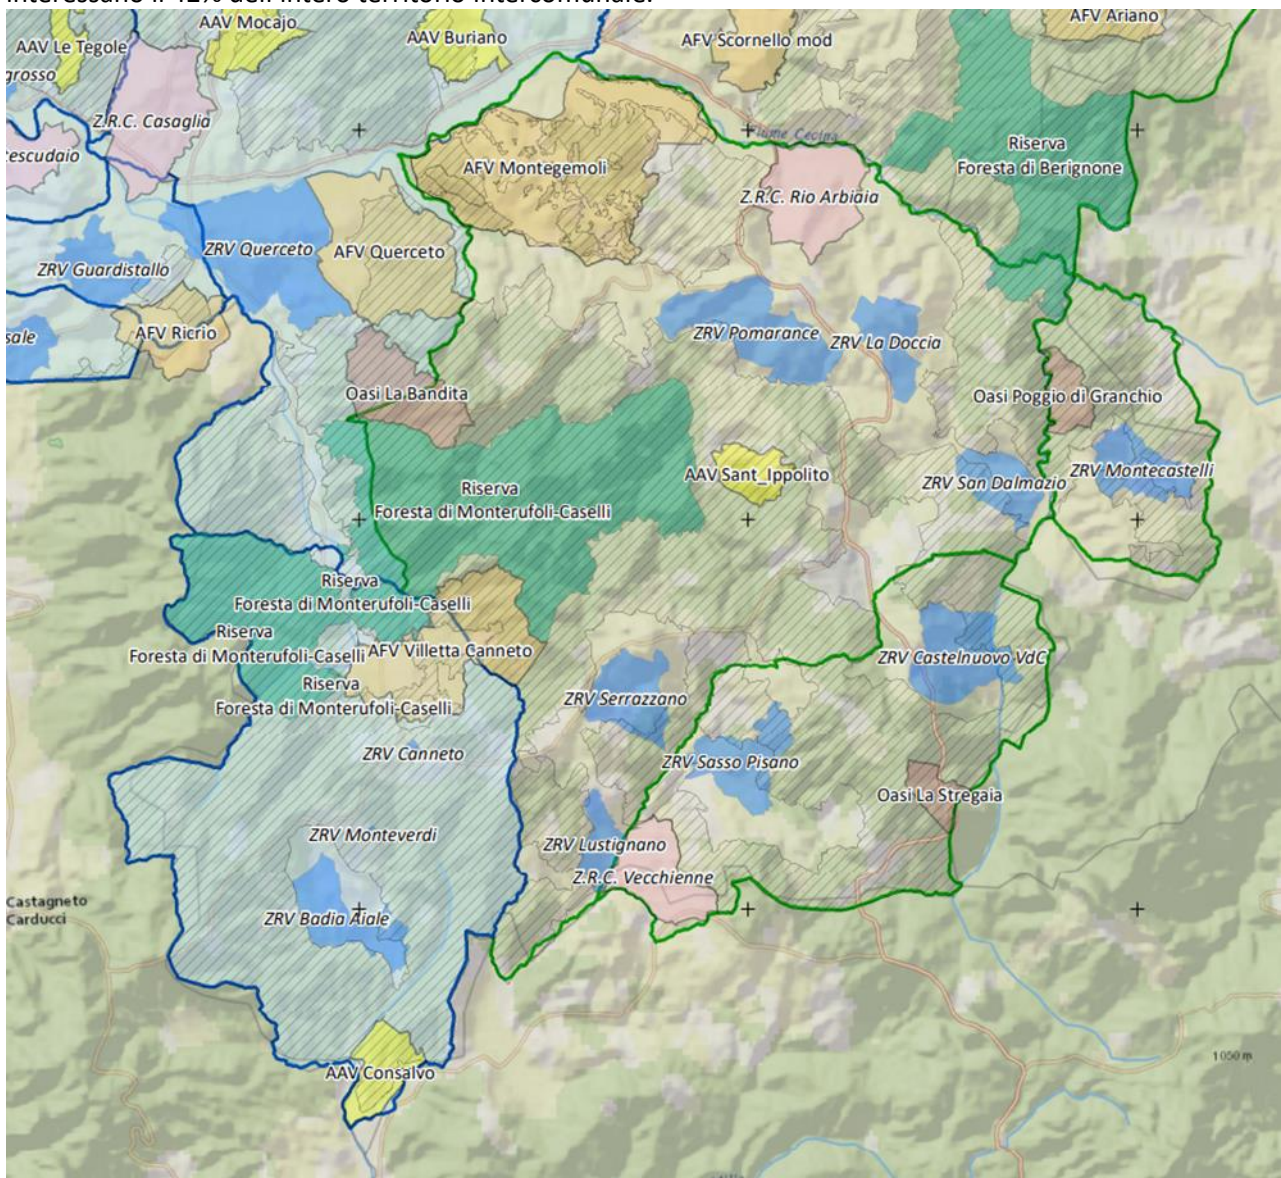 interessano il 42% dell'intero territorio intercomunale.
AAV Mocajo
AFV Ariano
AAV Le Tegole
AAV Buriano
AFV Scornello mod
grosso
Z.R.C. Casaglia
Fiume Cecina
Riserva
Foresta di Berignone
escudaio
AFV Montegemoli
Z.R.C. Rio Arbiaia
ZRV Querceto
AFV Querceto
ZRV Guardistallo
AFV Ricrio
sale
ZRV Pomarance
ZRV La Doccia
Oasi La Bandita
Oasi Poggio di Granchio
AAV Sant_Ippolito
ZRV San Dalmazio
ZRV Montecastelli
Riserva
Foresta di Monterufoli-Caselli
Riserva
Foresta di Monterufoli-Caselli
Riserva
Foresta di Monterufoli-Caselli
AFV Villetta Canneto
Riserva
Foresta di Monterufoli-Caselli
ZRV Castelnuovo VdC
ZRV Serrazzano
ZRV Canneto
ZRV Sasso Pisano
Oasi La Stregaia
ZRV Monteverdi
ZRV Lustignano
Z.R.C. Vecchienne
Castagneto
Carducci
ZRV Badia Aiale
1050 m
AAV Consalvo